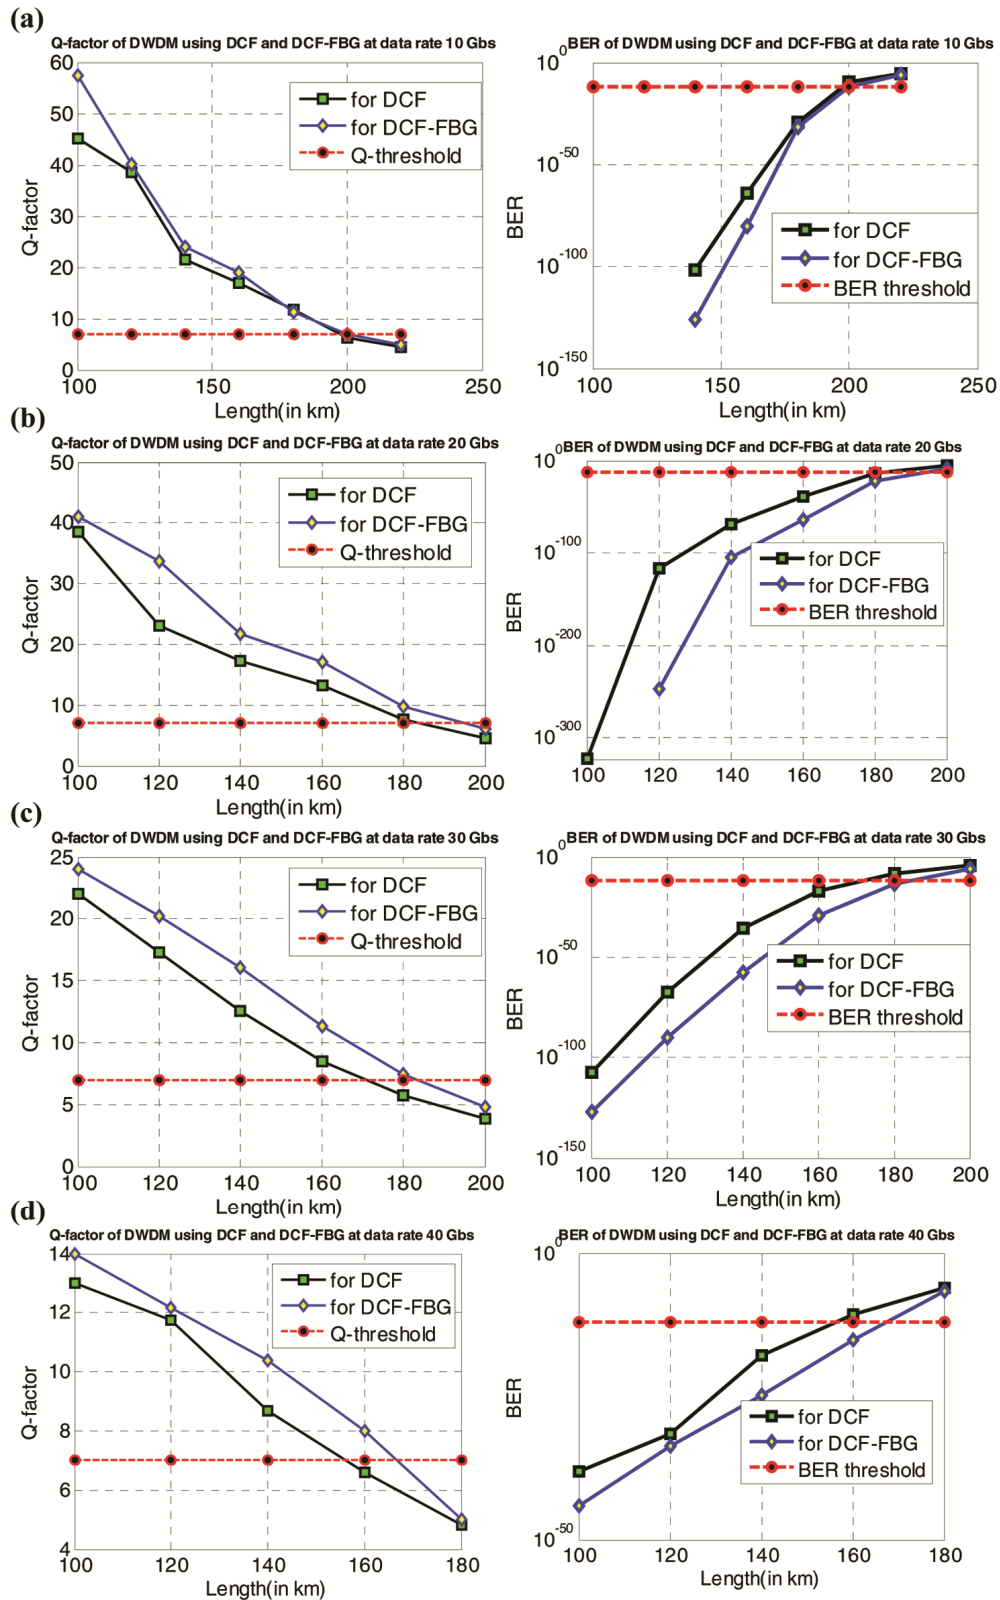 (a)
Q-factor of DWDM using DCF and DCF-FBG at data rate 10 Gbs
60
50
40
30
20
10
0
Q-factor
for DCF
for DCF-FBG
Q-threshold
100 150 200 250
Length(in km)
BER of DWDM using DCF and DCF-FBG at data rate 10 Gbs
10^0
10^-50
10^-100
10^-150
BER
for DCF
for DCF-FBG
BER threshold
100 150 200 250
Length(in km)
(b)
Q-factor of DWDM using DCF and DCF-FBG at data rate 20 Gbs
50
40
30
20
10
0
Q-factor
for DCF
for DCF-FBG
Q-threshold
100 120 140 160 180 200
Length(in km)
BER of DWDM using DCF and DCF-FBG at data rate 20 Gbs
10^0
10^-100
10^-200
10^-300
BER
for DCF
for DCF-FBG
BER threshold
100 120 140 160 180 200
Length(in km)
(c)
Q-factor of DWDM using DCF and DCF-FBG at data rate 30 Gbs
25
20
15
10
5
0
Q-factor
for DCF
for DCF-FBG
Q-threshold
100 120 140 160 180 200
Length(in km)
BER of DWDM using DCF and DCF-FBG at data rate 30 Gbs
10^0
10^-50
10^-100
10^-150
BER
for DCF
for DCF-FBG
BER threshold
100 120 140 160 180 200
Length(in km)
(d)
Q-factor of DWDM using DCF and DCF-FBG at data rate 40 Gbs
14
12
10
8
6
4
Q-factor
for DCF
for DCF-FBG
Q-threshold
100 120 140 160 180
Length(in km)
BER of DWDM using DCF and DCF-FBG at data rate 40 Gbs
10^0
10^-50
BER
for DCF
for DCF-FBG
BER threshold
100 120 140 160 180
Length(in km)